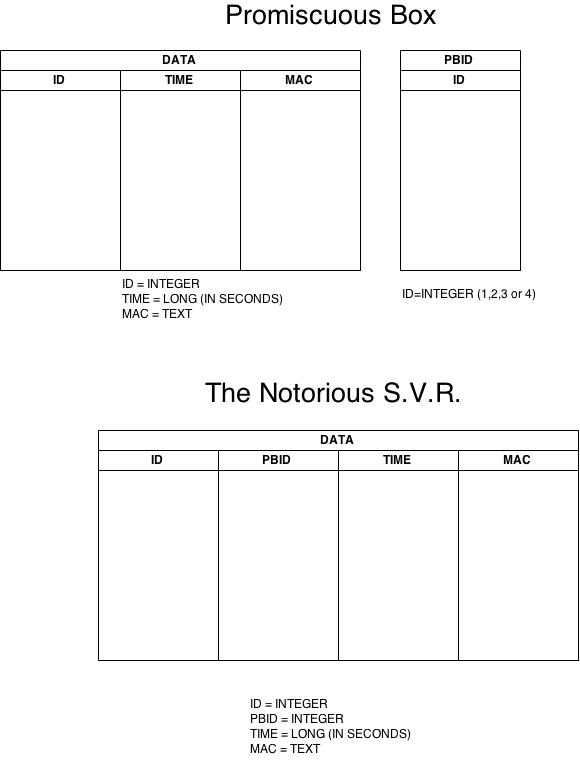 Promiscuous Box
DATA
PBID
ID TIME MAC
ID
ID = INTEGER
TIME = LONG (IN SECONDS)
MAC = TEXT
ID=INTEGER (1,2,3 or 4)
The Notorious S.V.R.
DATA
ID PBID TIME MAC
ID = INTEGER
PBID = INTEGER
TIME = LONG (IN SECONDS)
MAC = TEXT